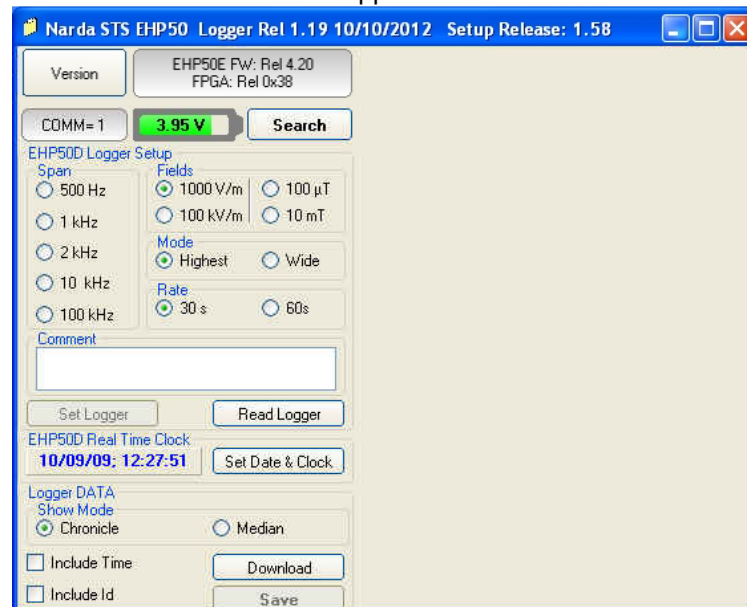 Narda STS EHP50 Logger Rel 1.19 10/10/2012 Setup Release: 1.58
Version
EHP50E FW: Rel 4.20
FPGA: Rel 0x38
COMM= 1
3.95 V
Search
EHP50D Logger Setup
Span
Fields
500 Hz
1000 V/m
100 µT
1 kHz
100 kV/m
10 mT
2 kHz
Mode
Highest
Wide
10 kHz
Rate
100 kHz
30 s
60s
Comment
Set Logger
Read Logger
EHP50D Real Time Clock
10/09/09; 12:27:51
Set Date & Clock
Logger DATA
Show Mode
Chronicle
Median
Include Time
Download
Include Id
Save